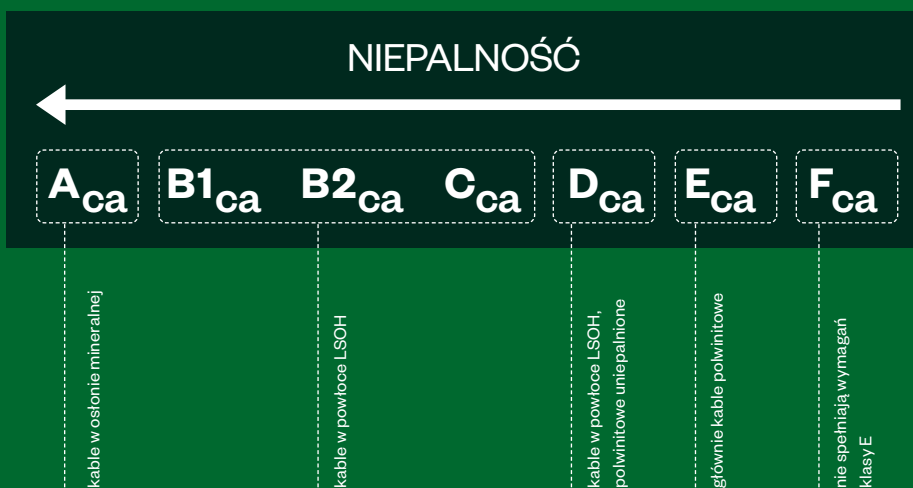 NIEPALNOŚĆ
Aca B1ca B2ca Cca Dca Eca Fca
kable w osłonie mineralnej
kable w powłoce LSOH
kable w powłoce LSOH,
polwinitowe uniepalnione
głównie kable polwinitowe
nie spełniają wymagań
klasy E